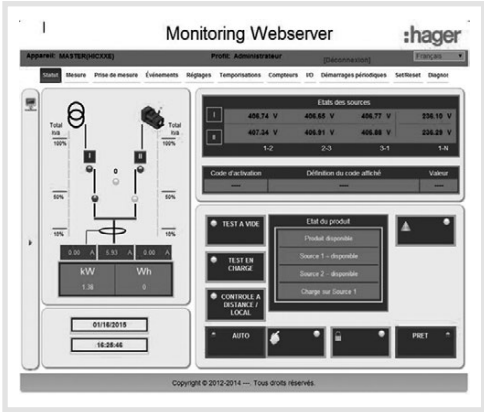 Monitoring Webserver
:hager
Appareil: MASTER(HICXXE)
Profil: Administrateur
[Déconnexion]
Français
Statut Mesure Prise de mesure Événements Réglages Temporisations Compteurs I/O Démarrages périodiques Set/Reset Diagnos
Etats des sources
I 406.74 V 406.65 V 406.77 V 236.10 V
II 407.34 V 406.91 V 406.88 V 236.29 V
1-2 2-3 3-1 1-N
Code d'activation Définition du code affiché Valeur
Total
kVA
100%
50%
10%
I
0
II
Total
kVA
100%
50%
10%
0.00 A 5.93 A 0.00 A
kW Wh
1.38 0
01/16/2015
16:28:46
TEST A VIDE
TEST EN
CHARGE
CONTROLE A
DISTANCE /
LOCAL
Etat du produit
Produit disponible
Source 1 – disponible
Source 2 – disponible
Charge sur Source 1
AUTO
PRET
Copyright © 2012-2014 --- Tous droits réservés.